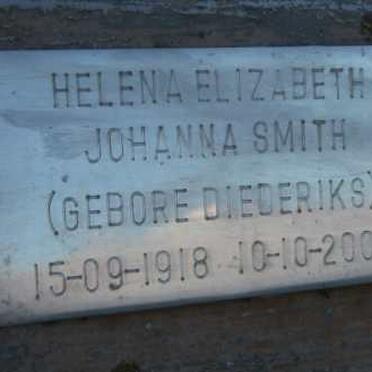 HELENA ELIZABETH
JOHANNA SMITH
(GEBORE DIEDERIKS)
15-09-1918 10-10-200